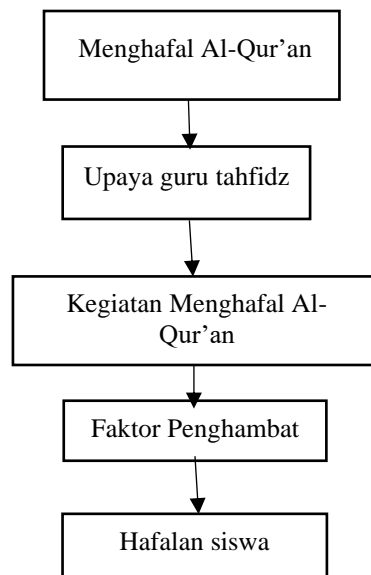 Menghafal Al-Qur’an
Upaya guru tahfidz
Kegiatan Menghafal Al-
Qur’an
Faktor Penghambat
Hafalan siswa